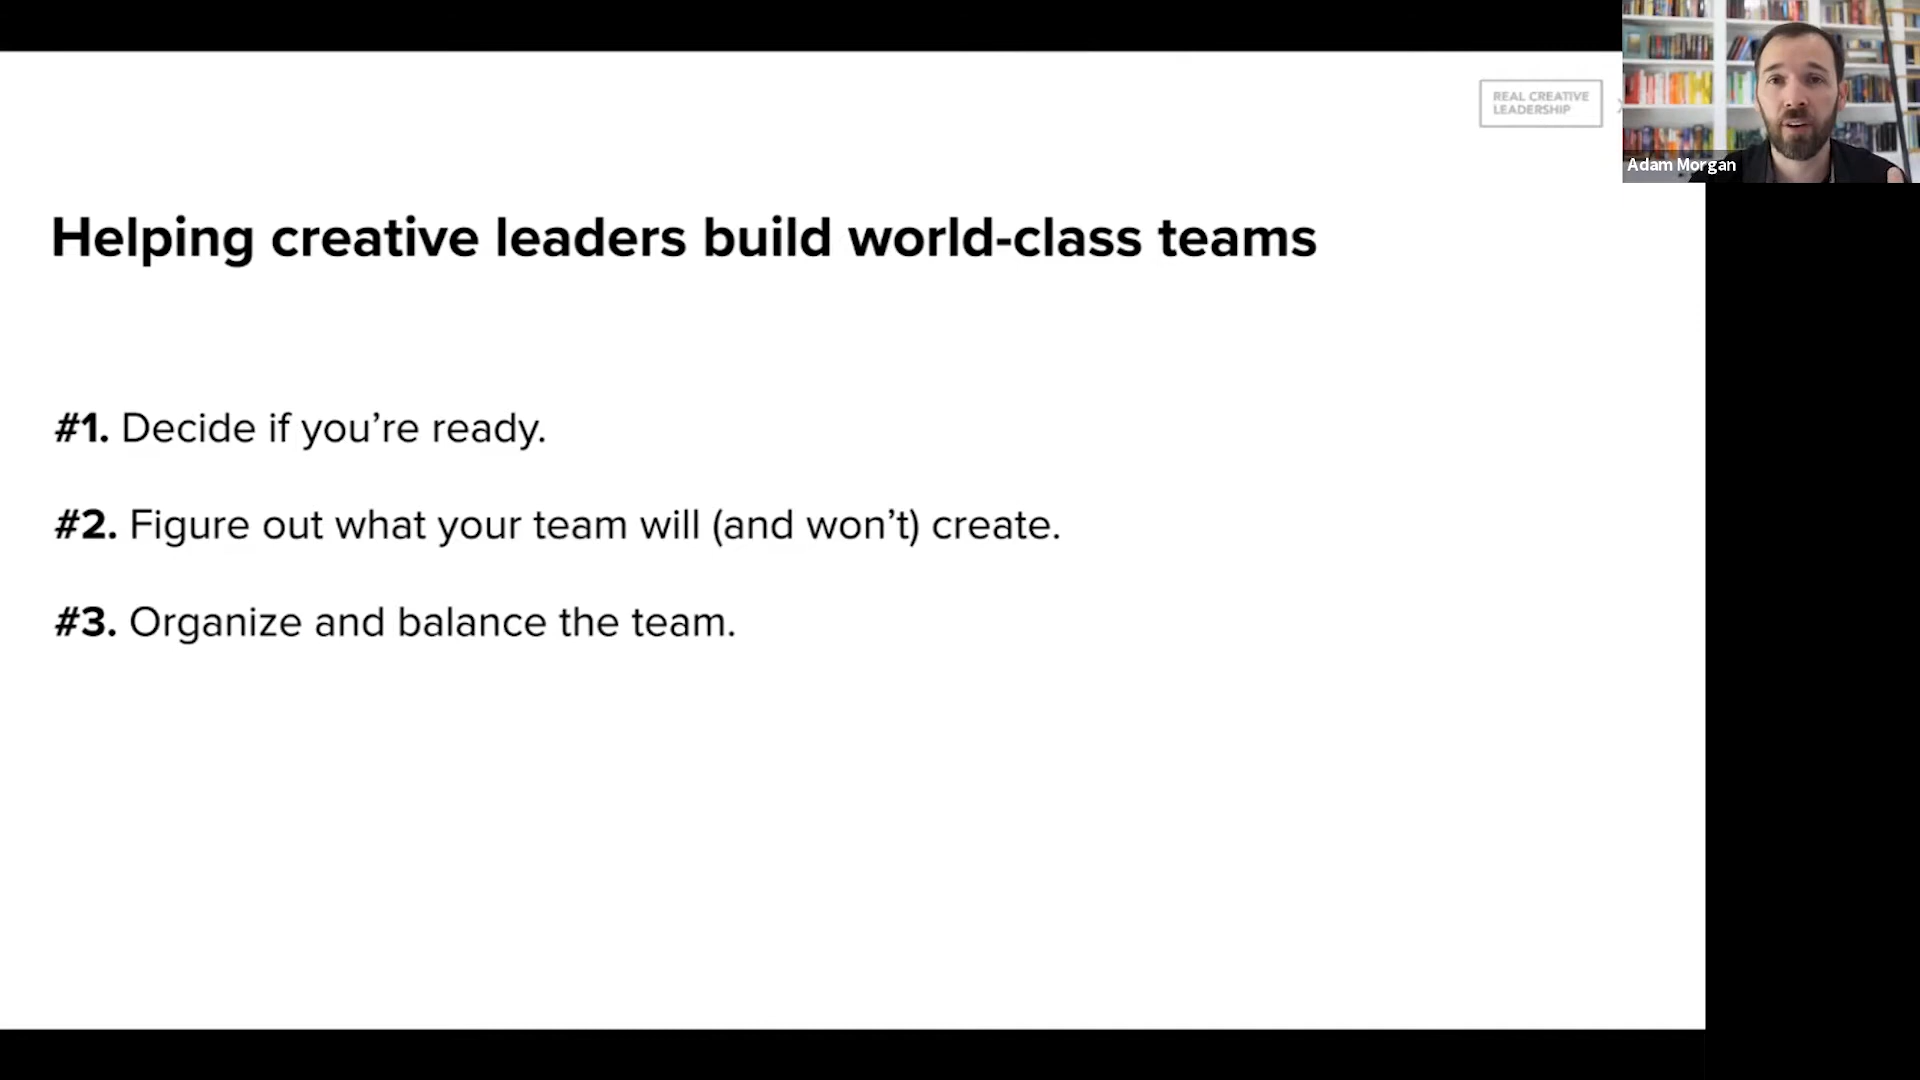 REAL CREATIVE
LEADERSHIP
Adam Morgan
Helping creative leaders build world-class teams
#1. Decide if you’re ready.
#2. Figure out what your team will (and won’t) create.
#3. Organize and balance the team.